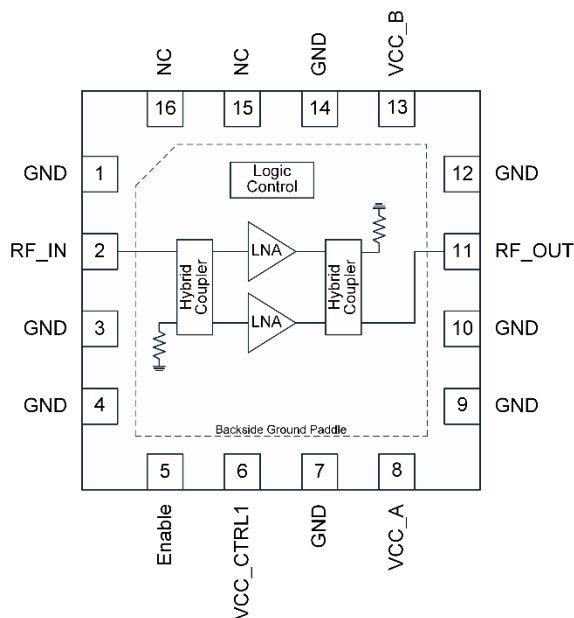 NC
NC
GND
VCC_B
16
15
14
13
GND
1
12
GND
Logic
Control
RF_IN
2
Hybrid
Coupler
LNA
Hybrid
Coupler
11
RF_OUT
LNA
GND
3
10
GND
GND
4
9
GND
Backside Ground Paddle
5
6
7
8
Enable
VCC_CTRL1
GND
VCC_A